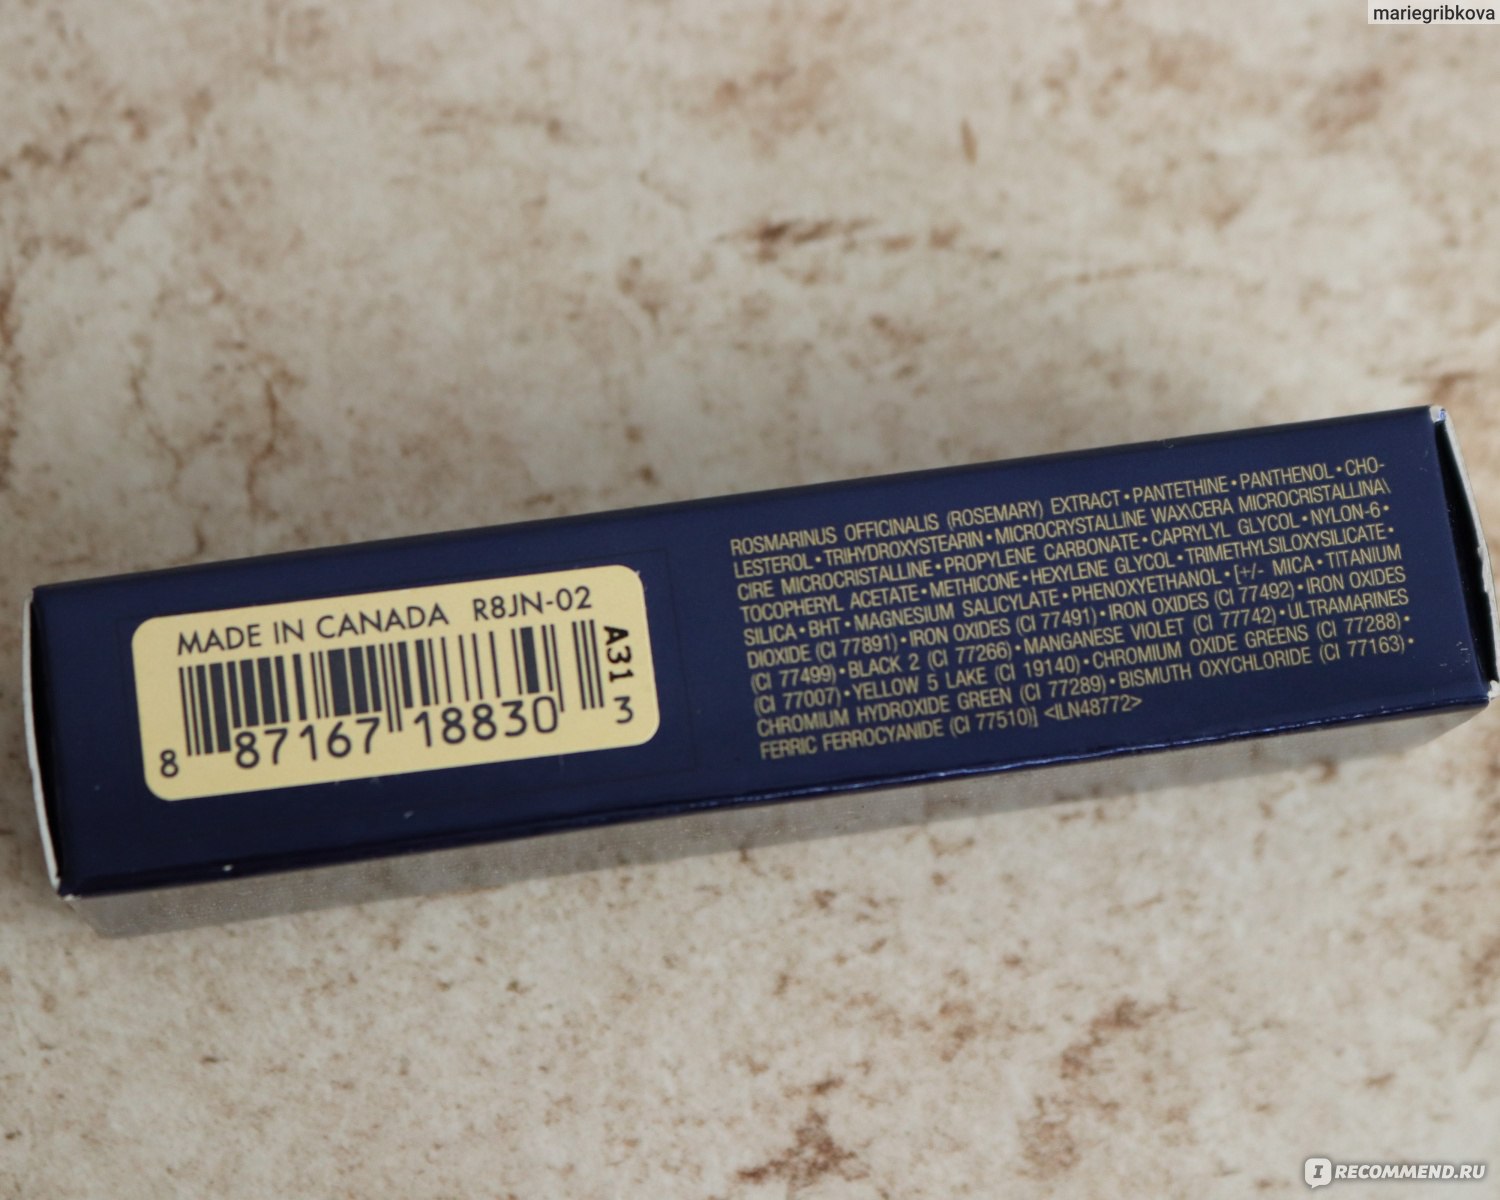 mariegribkova
MADE IN CANADA R8JN-02
A31
8 87167 18830 3
ROSMARINUS OFFICINALIS (ROSEMARY) EXTRACT • PANTETHINE • PANTHENOL • CHO-
LESTEROL • TRIHYDROXYSTEARIN • MICROCRYSTALLINE WAX\CERA MICROCRISTALLINA\
CIRE MICROCRISTALLINE • PROPYLENE CARBONATE • CAPRYLYL GLYCOL • NYLON-6 •
TOCOPHERYL ACETATE • METHICONE • HEXYLENE GLYCOL • TRIMETHYLSILOXYSILICATE •
SILICA • BHT • MAGNESIUM SALICYLATE • PHENOXYETHANOL • [+/- MICA • TITANIUM
DIOXIDE (CI 77891) • IRON OXIDES (CI 77491) • IRON OXIDES (CI 77492) • IRON OXIDES
(CI 77499) • BLACK 2 (CI 77266) • MANGANESE VIOLET (CI 77742) • ULTRAMARINES
(CI 77007) • YELLOW 5 LAKE (CI 19140) • CHROMIUM OXIDE GREENS (CI 77288) •
CHROMIUM HYDROXIDE GREEN (CI 77289) • BISMUTH OXYCHLORIDE (CI 77163) •
FERRIC FERROCYANIDE (CI 77510)] <ILN48772>
I RECOMMEND.RU